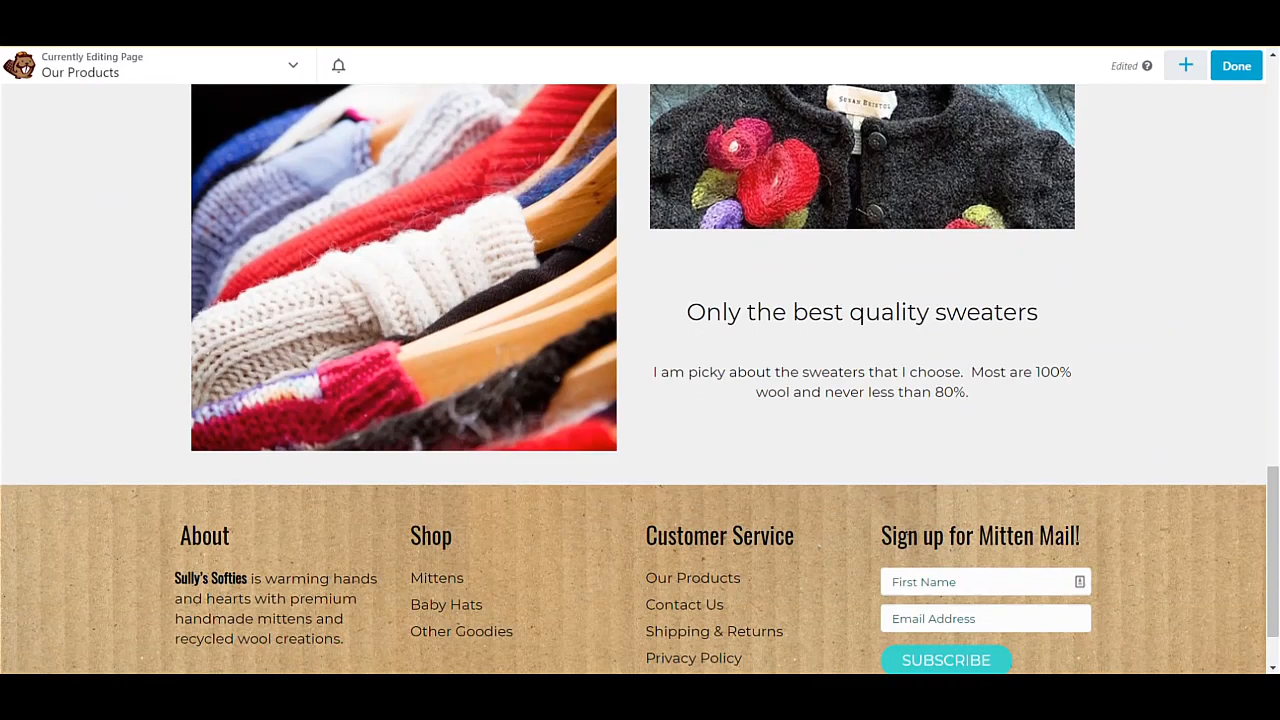 Currently Editing Page
Our Products
Edited
Done
SUSAN BRISTOL
Only the best quality sweaters
I am picky about the sweaters that I choose.  Most are 100%
wool and never less than 80%.
About
Sully's Softies is warming hands
and hearts with premium
handmade mittens and
recycled wool creations.
Shop
Mittens
Baby Hats
Other Goodies
Customer Service
Our Products
Contact Us
Shipping & Returns
Privacy Policy
Sign up for Mitten Mail!
First Name
Email Address
SUBSCRIBE